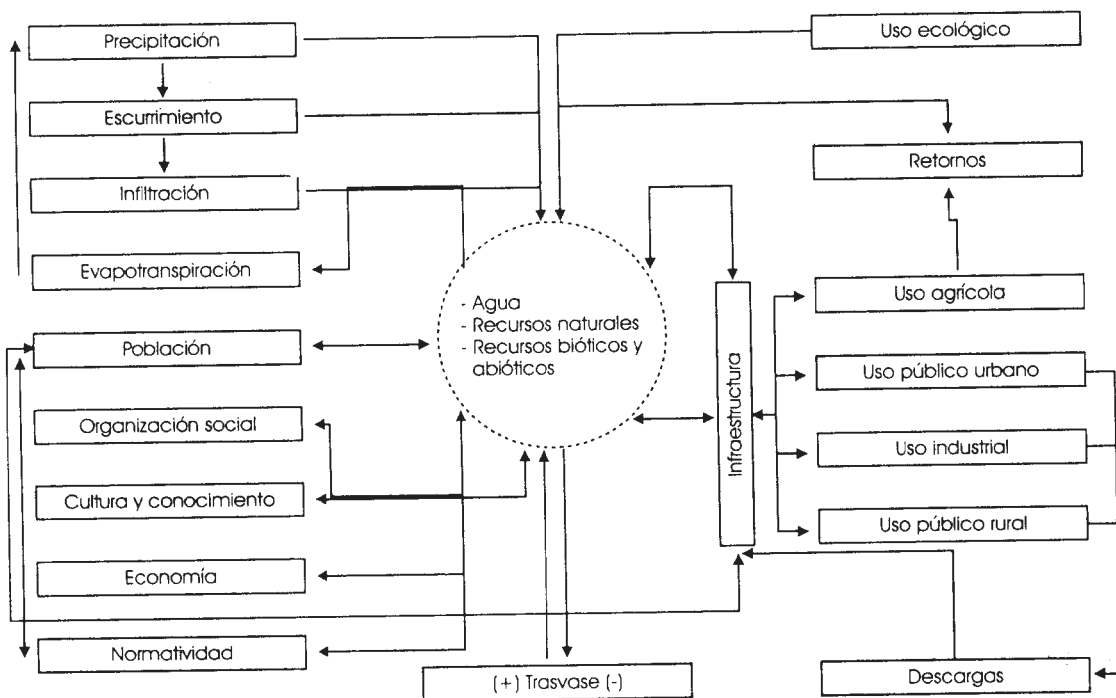 Precipitación
Escurrimiento
Infiltración
Evapotranspiración
Población
Organización social
Cultura y conocimiento
Economía
Normatividad
- Agua
- Recursos naturales
- Recursos bióticos y
abióticos
(+) Trasvase (-)
Infraestructura
Uso ecológico
Retornos
Uso agrícola
Uso público urbano
Uso industrial
Uso público rural
Descargas